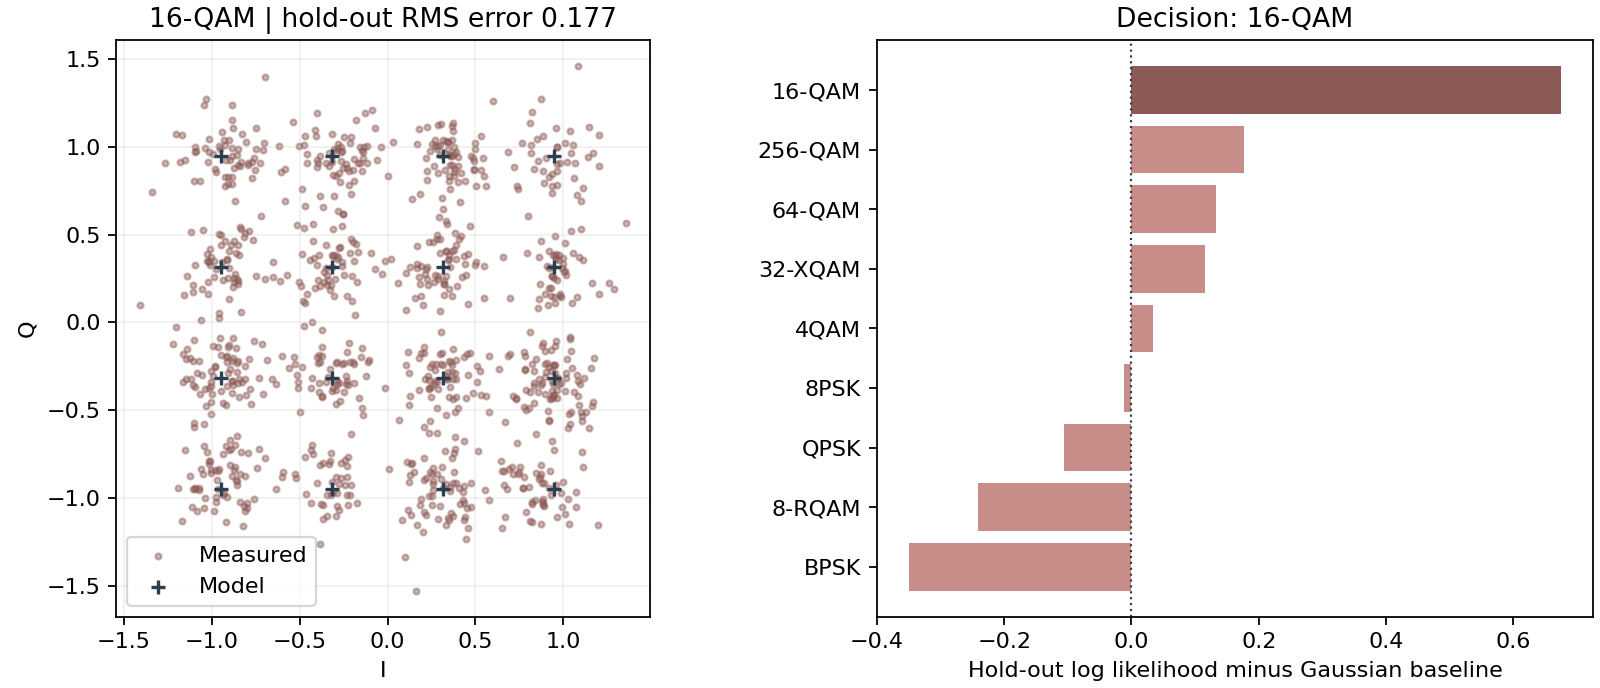 16-QAM | hold-out RMS error 0.177
1.5
1.0
0.5
0.0
−0.5
−1.0
−1.5
Q
Measured
Model
−1.5
−1.0
−0.5
0.0
0.5
1.0
I
Decision: 16-QAM
16-QAM
256-QAM
64-QAM
32-XQAM
4QAM
8PSK
QPSK
8-RQAM
BPSK
−0.4
−0.2
0.0
0.2
0.4
0.6
Hold-out log likelihood minus Gaussian baseline